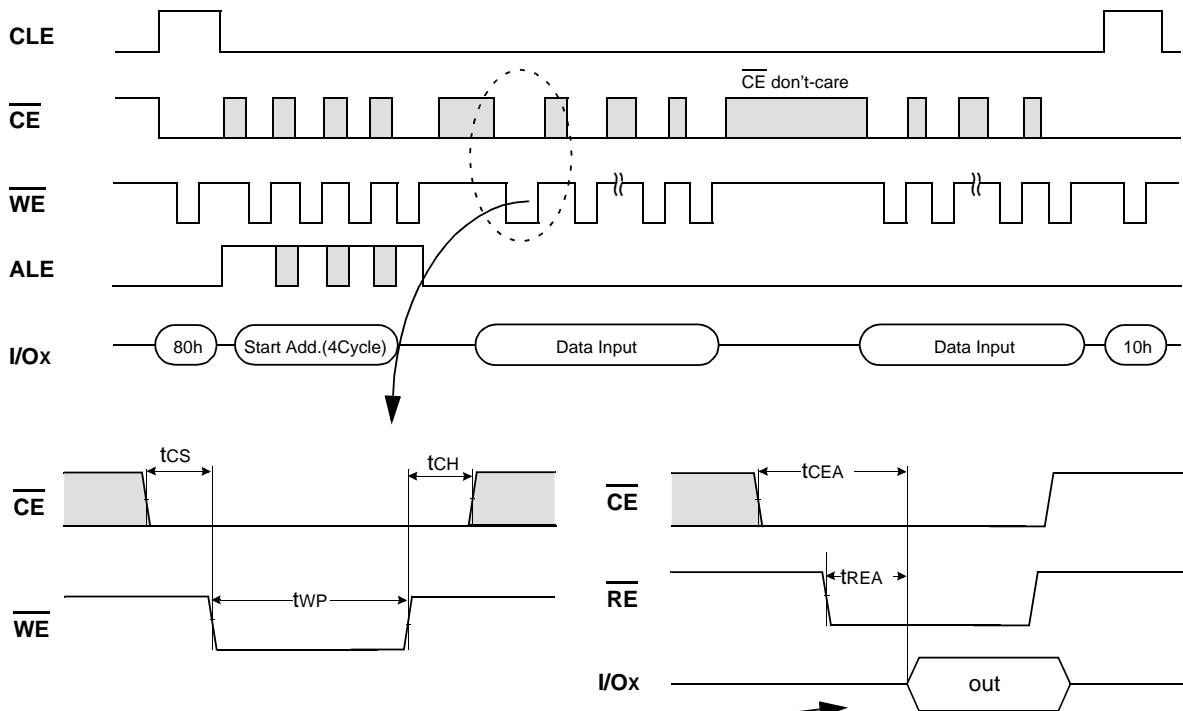 CLE
CE don't-care
CE
WE
ALE
I/Ox 80h Start Add.(4Cycle) Data Input Data Input 10h
tCS tCH
CE
tWP
WE
tCEA
CE
tREA
RE
I/Ox out